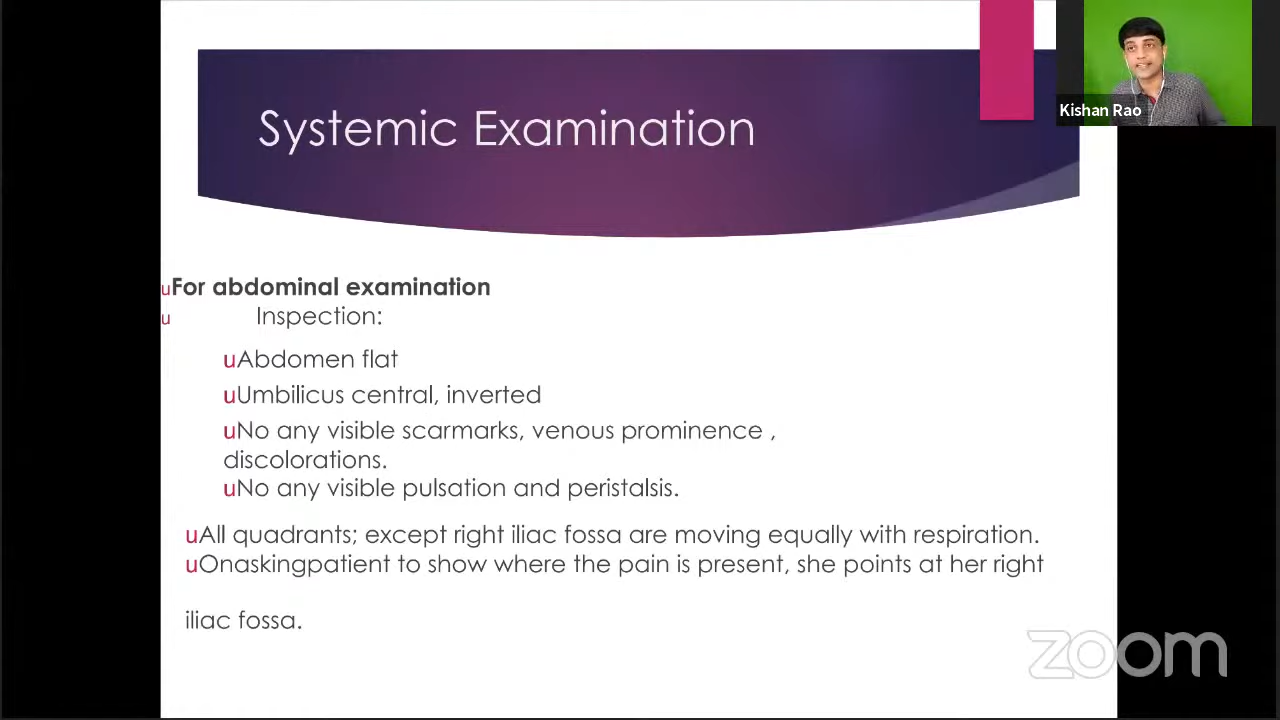 Systemic Examination
Kishan Rao
uFor abdominal examination
u Inspection:
uAbdomen flat
uUmbilicus central, inverted
uNo any visible scarmarks, venous prominence ,
discolorations.
uNo any visible pulsation and peristalsis.
uAll quadrants; except right iliac fossa are moving equally with respiration.
uOnaskingpatient to show where the pain is present, she points at her right
iliac fossa.
zoom